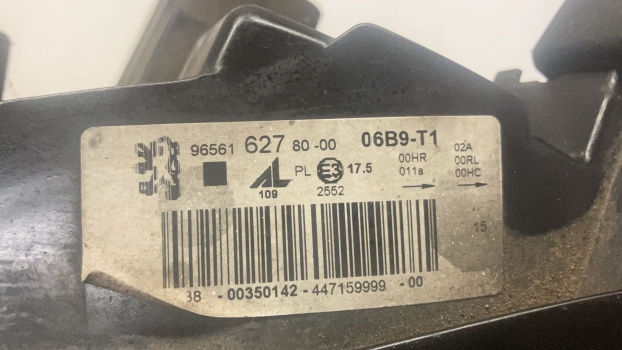 96561 627 80-00 06B9-T1
AL PL E3 17.5 00HR 02A
011a 00RL
109 2552 00HC
15
38 -00350142-447159999 -00